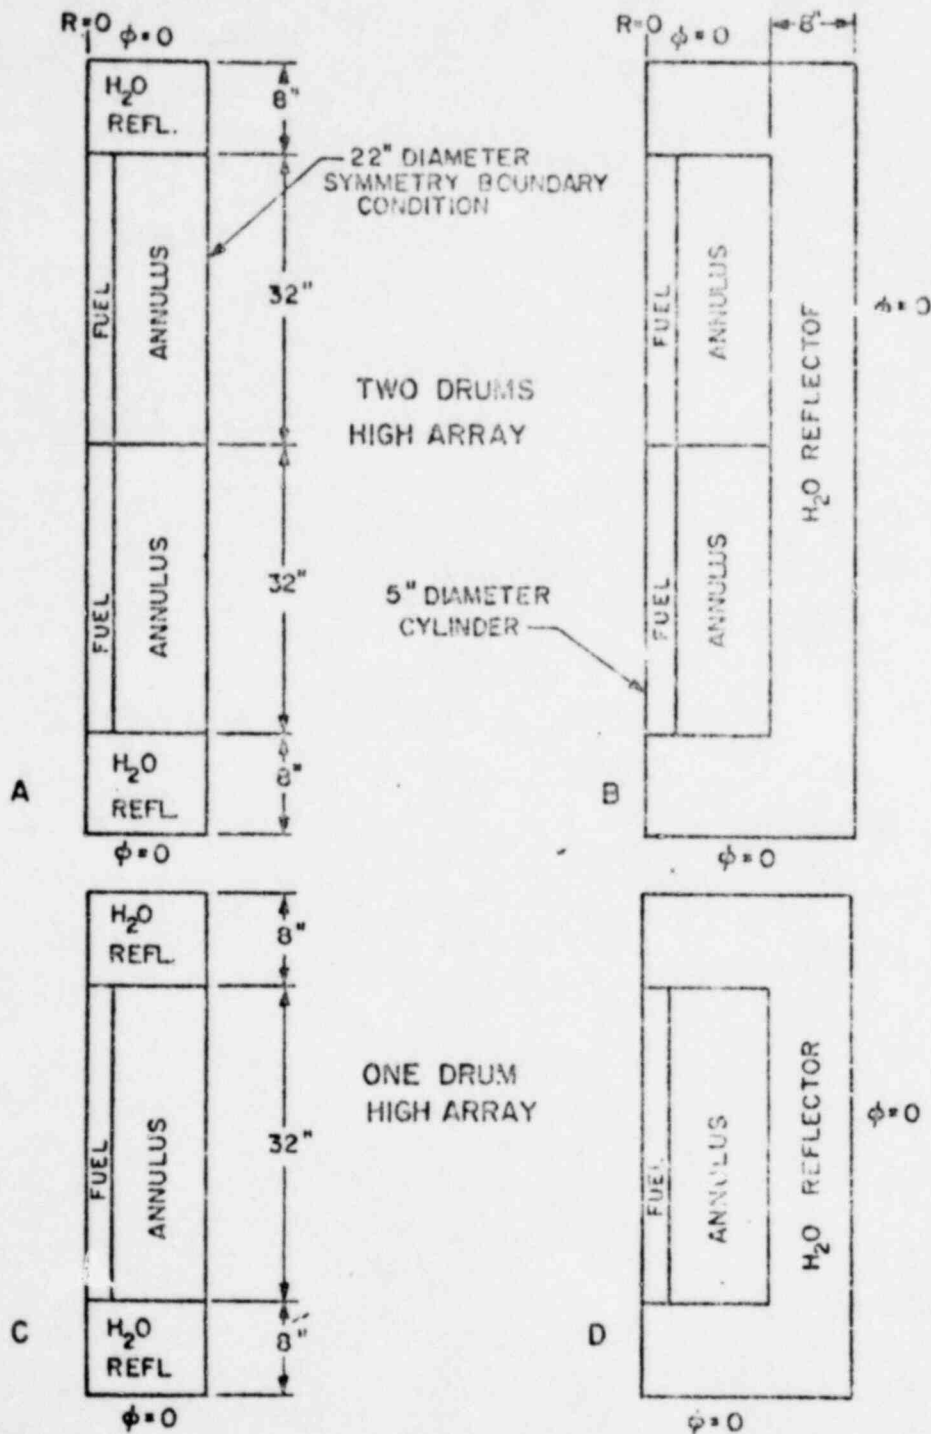 R=0 φ=0
H₂O
REFL.
8"
22" DIAMETER
SYMMETRY BOUNDARY
CONDITION
FUEL
ANNULUS
32"
FUEL
ANNULUS
32"
H₂O
REFL.
8"
A
φ=0
TWO DRUMS
HIGH ARRAY
R=0 φ=0
8"
FUEL
ANNULUS
H₂O REFLECTOR
φ=0
FUEL
ANNULUS
5" DIAMETER
CYLINDER
B
φ=0
H₂O
REFL.
8"
FUEL
ANNULUS
32"
H₂O
REFL
8"
C
φ=0
ONE DRUM
HIGH ARRAY
FUEL
ANNULUS
H₂O REFLECTOR
φ=0
D
φ=0